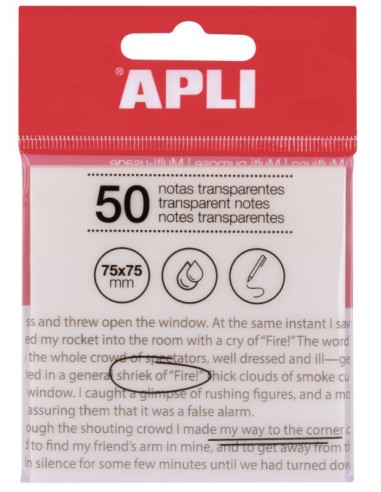 ®APLI
Multiuso | Multi purpose | Multi-usage
50
notas transparentes
transparent notes
notes transparentes
75x75
mm
ss and threw open the window. At the same instant I saw
ed my rocket into the room with a cry of “Fire!” The word
the whole crowd of spectators, well dressed and ill—ge
ned in a general shriek of “Fire!” Thick clouds of smoke cu
window. I caught a glimpse of rushing figures, and a mo
assuring them that it was a false alarm.
ough the shouting crowd I made my way to the corner o
d to find my friend's arm in mine, and to get away from t
in silence for some few minutes until we had turned dow